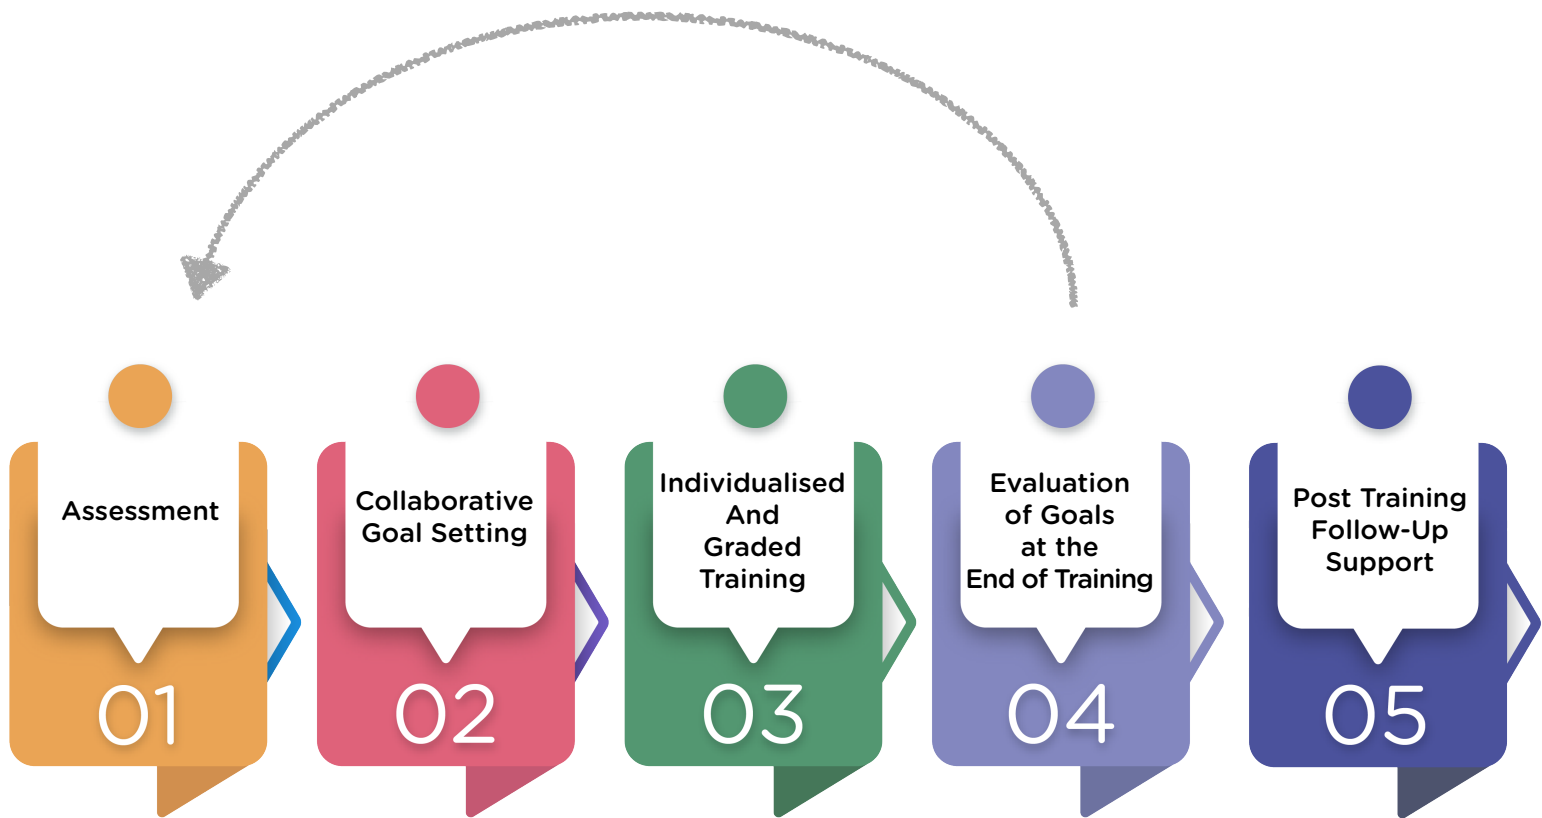 Assessment
01
Collaborative
Goal Setting
02
Individualised
And
Graded
Training
03
Evaluation
of Goals
at the
End of Training
04
Post Training
Follow-Up
Support
05